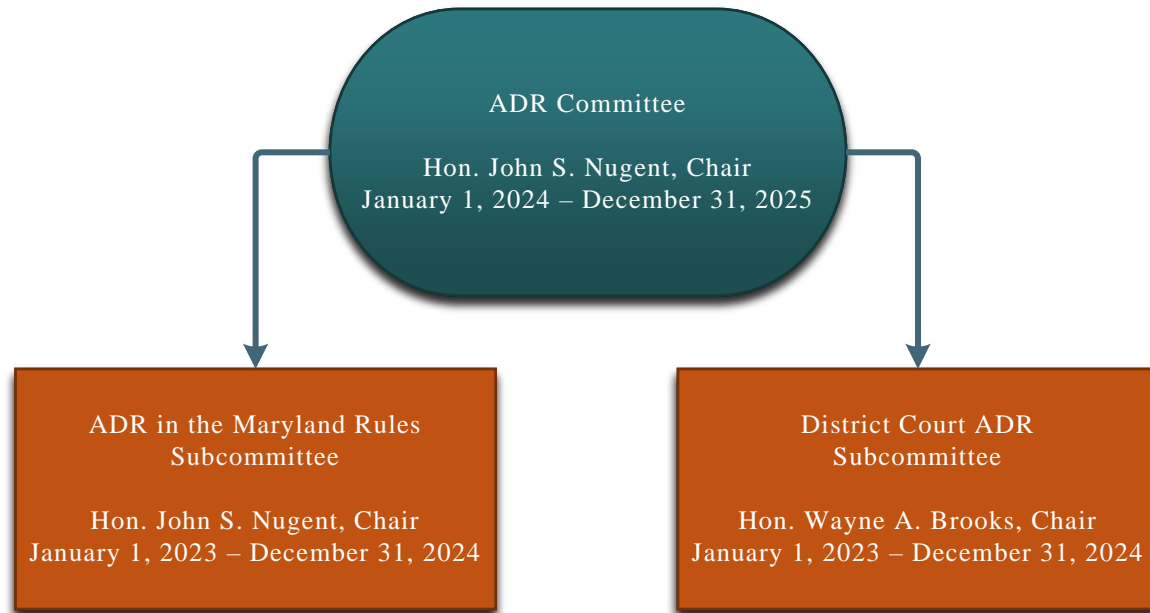 ADR Committee
Hon. John S. Nugent, Chair
January 1, 2024 – December 31, 2025
ADR in the Maryland Rules
Subcommittee
Hon. John S. Nugent, Chair
January 1, 2023 – December 31, 2024
District Court ADR
Subcommittee
Hon. Wayne A. Brooks, Chair
January 1, 2023 – December 31, 2024